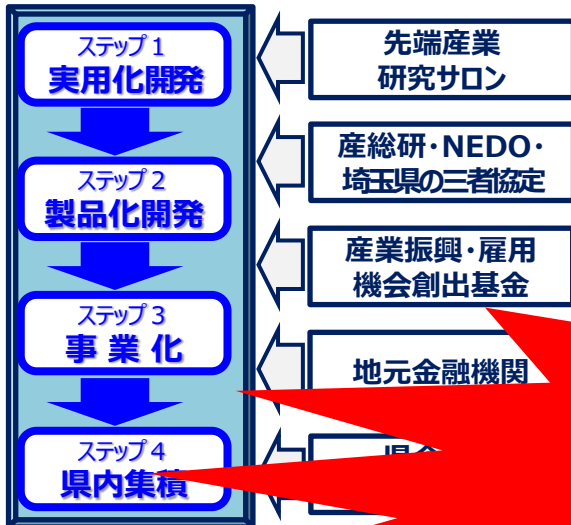 ステップ1
実用化開発
先端産業
研究サロン
ステップ2
製品化開発
産総研・NEDO・
埼玉県の三者協定
ステップ3
事業化
産業振興・雇用
機会創出基金
地元金融機関
ステップ4
県内集積